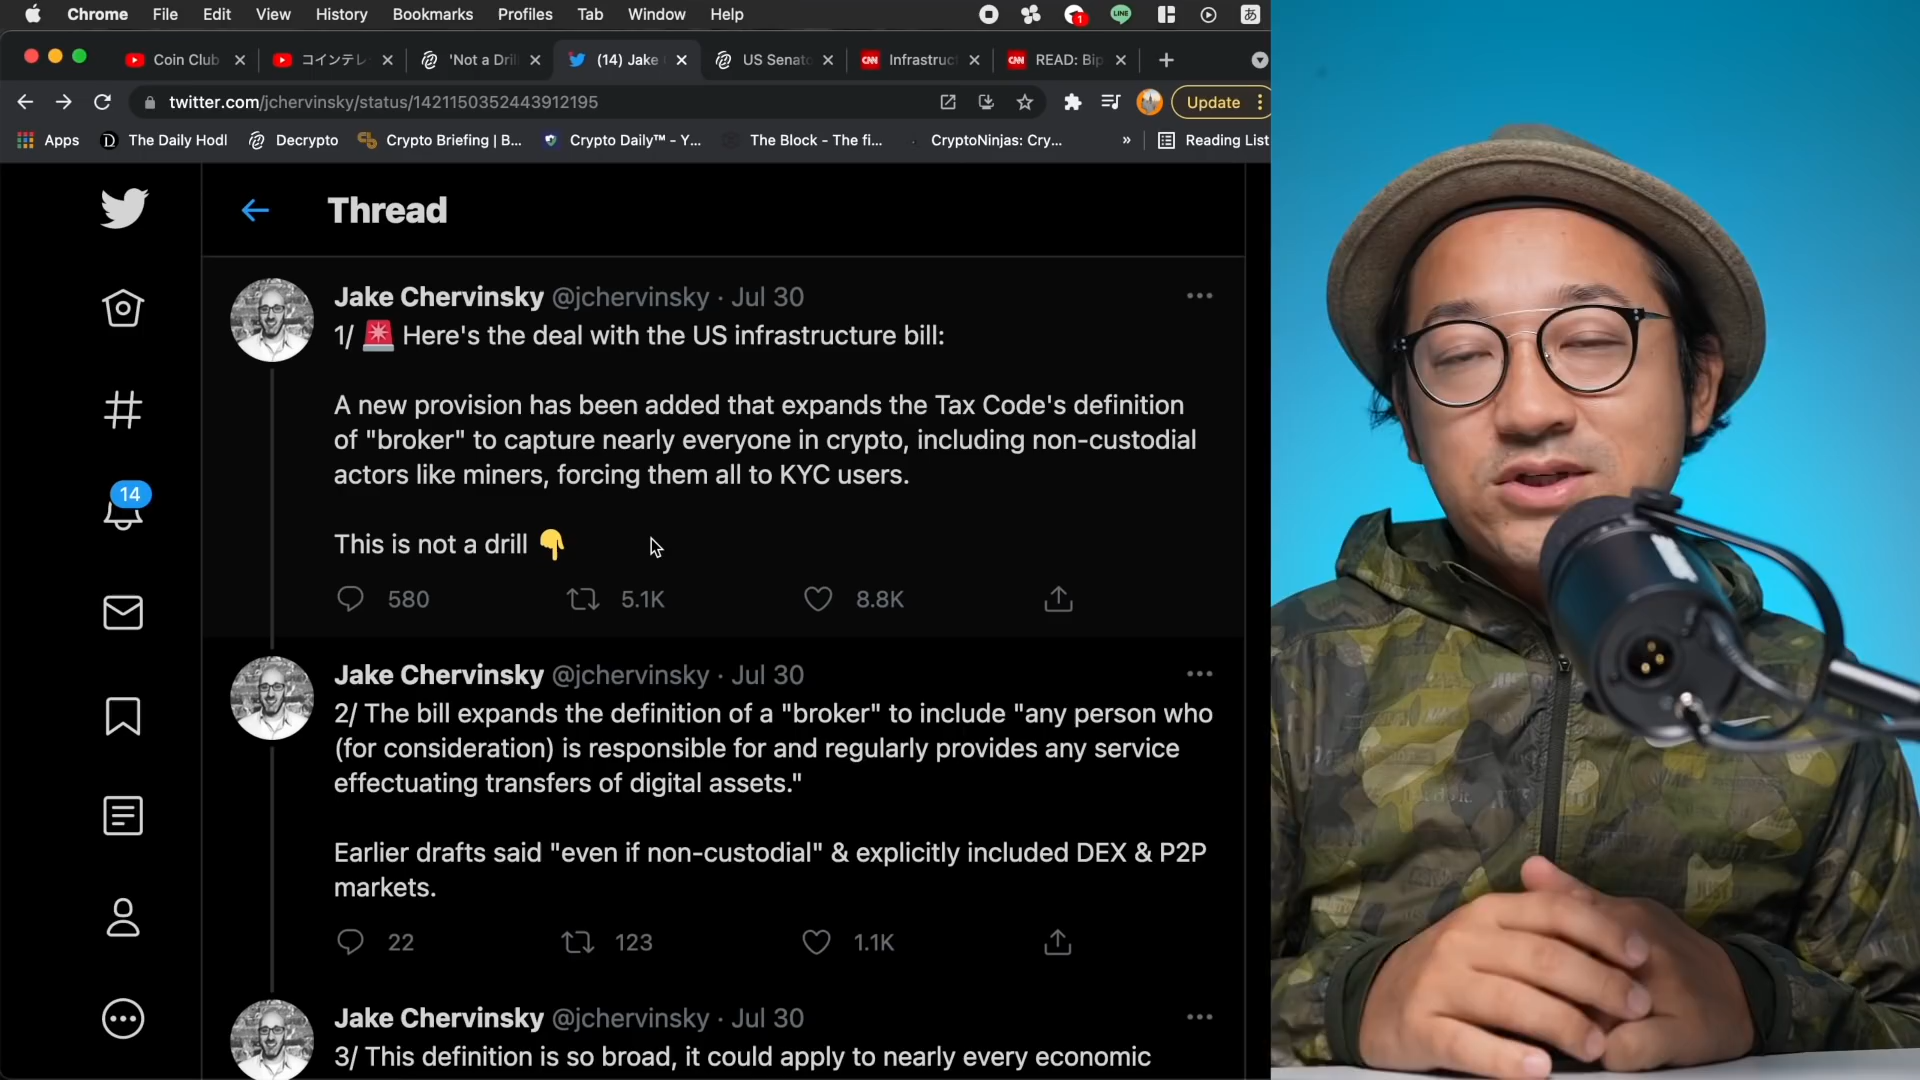 Chrome File Edit View History Bookmarks Profiles Tab Window Help
1 LINE あ
Coin Club コインテレ 'Not a Dril (14) Jake US Senato CNN Infrastruc CNN READ: Bip
twitter.com/jchervinsky/status/1421150352443912195 Update
Apps The Daily Hodl Decrypto Crypto Briefing | B... Crypto Daily™ - Y... The Block - The fi... CryptoNinjas: Cry... » Reading List
Thread
Jake Chervinsky @jchervinsky · Jul 30
1/ 🚨 Here's the deal with the US infrastructure bill:
A new provision has been added that expands the Tax Code's definition
of "broker" to capture nearly everyone in crypto, including non-custodial
actors like miners, forcing them all to KYC users.
This is not a drill 👇
14
580 5.1K 8.8K
Jake Chervinsky @jchervinsky · Jul 30
2/ The bill expands the definition of a "broker" to include "any person who
(for consideration) is responsible for and regularly provides any service
effectuating transfers of digital assets."
Earlier drafts said "even if non-custodial" & explicitly included DEX & P2P
markets.
22 123 1.1K
Jake Chervinsky @jchervinsky · Jul 30
3/ This definition is so broad, it could apply to nearly every economic